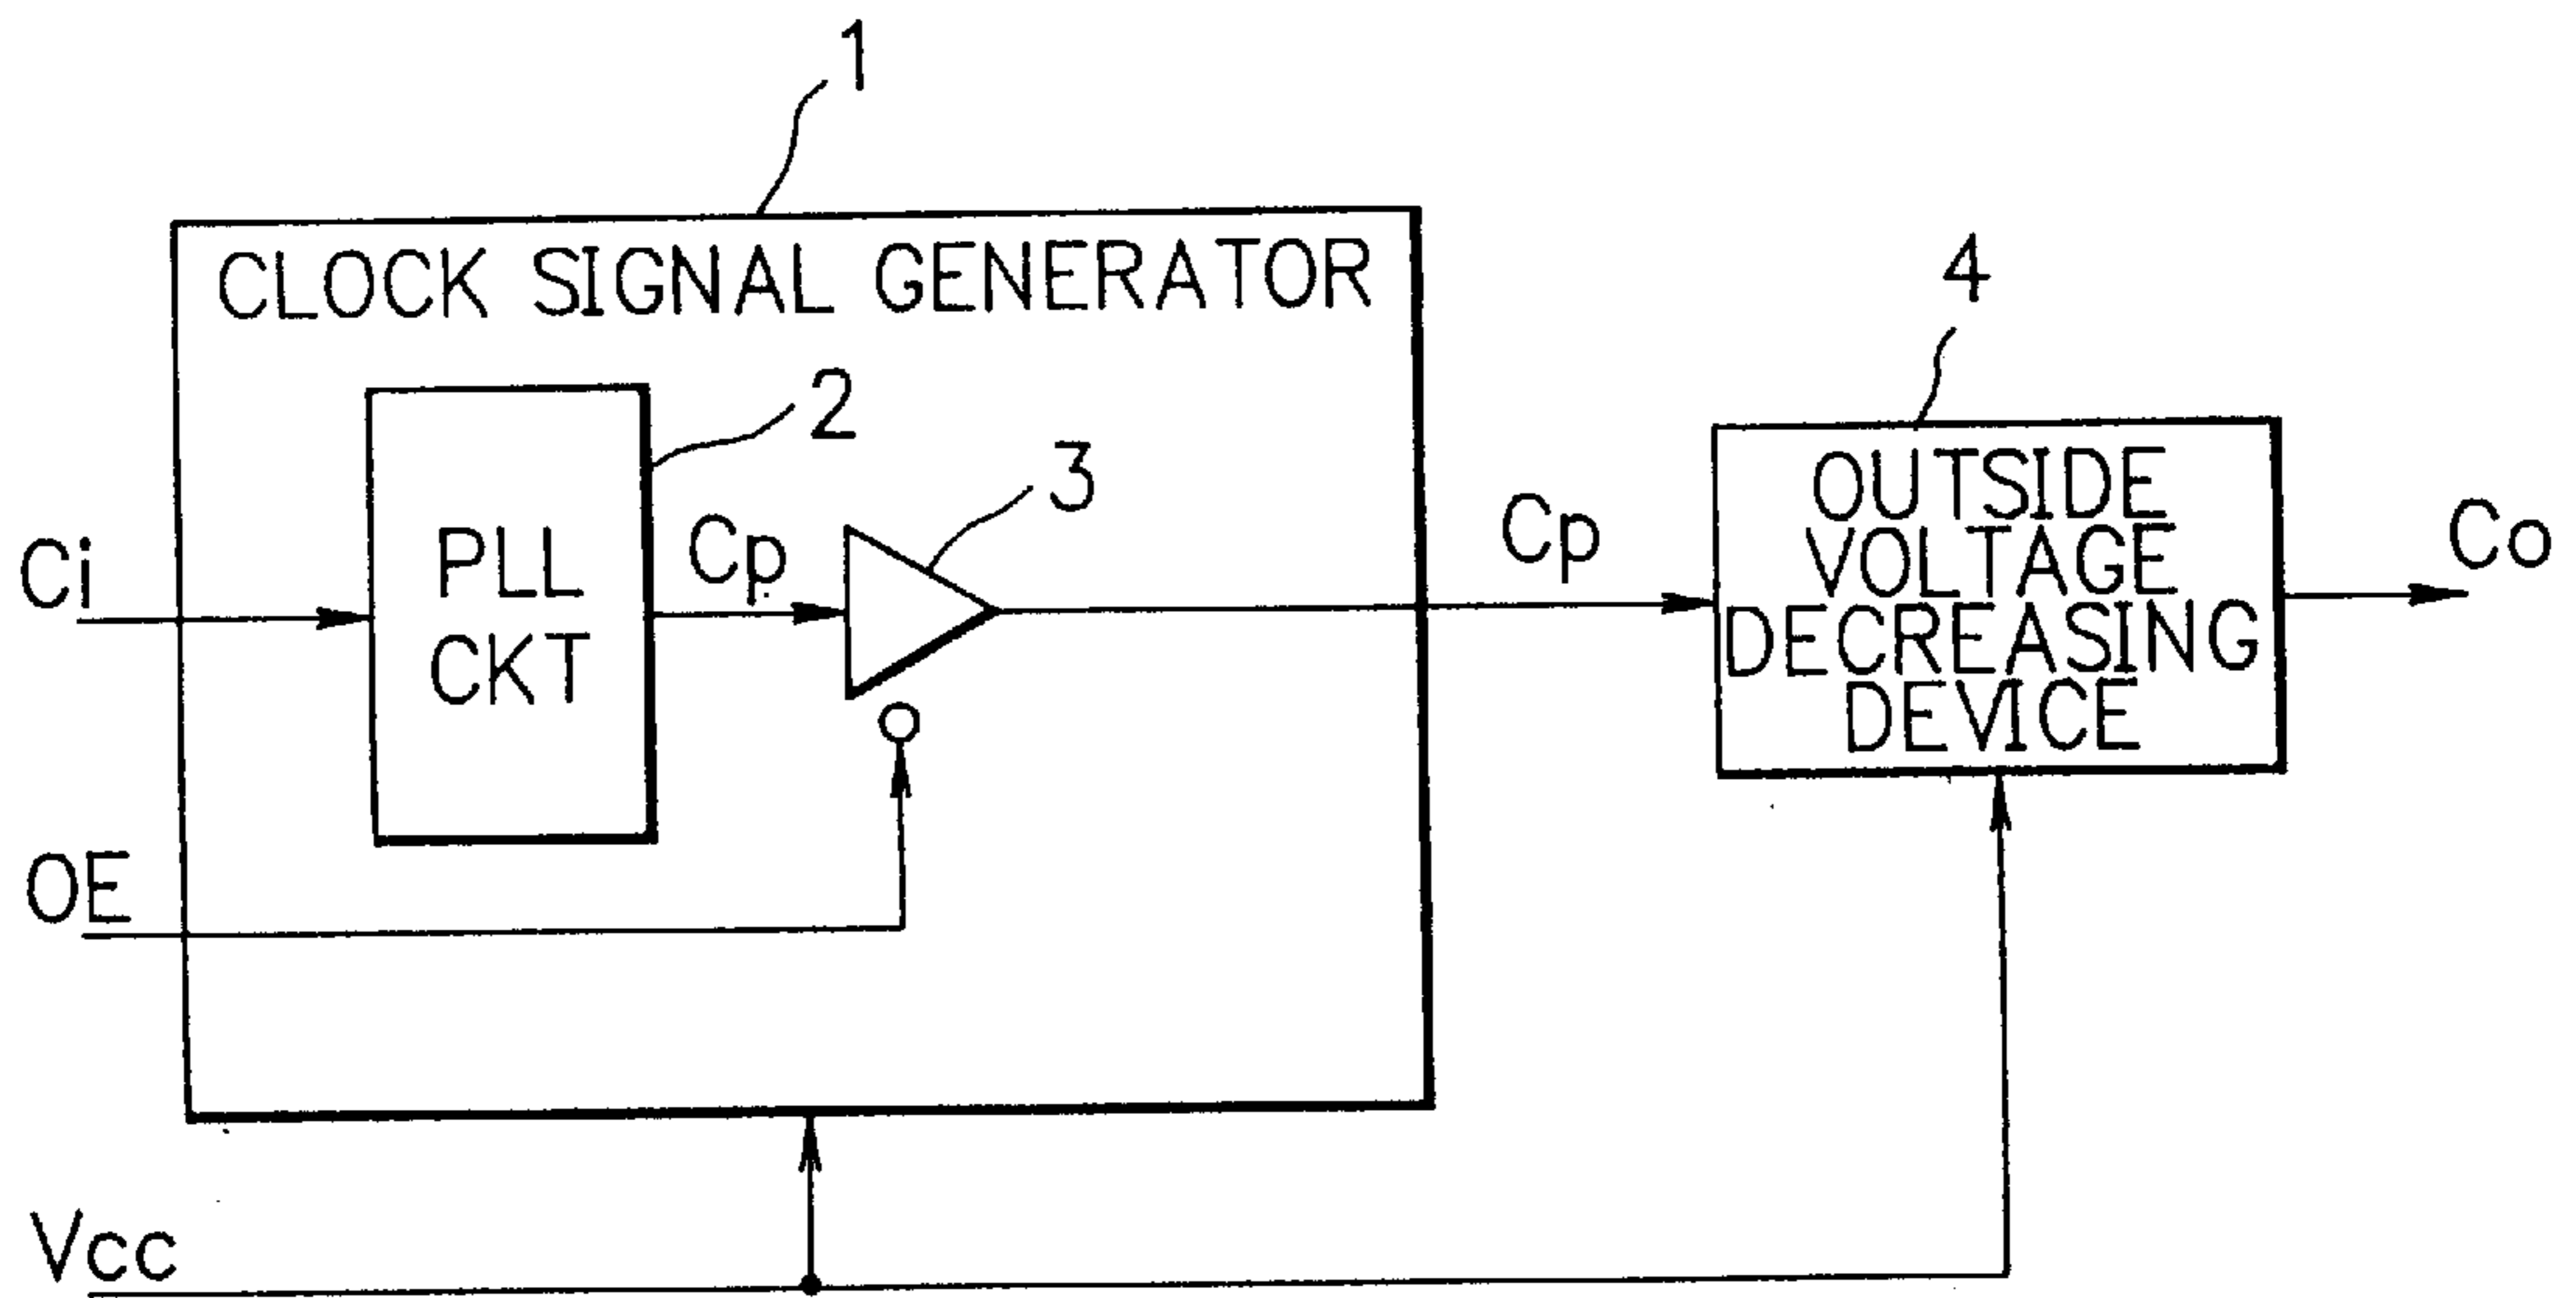 1
CLOCK SIGNAL GENERATOR
2
3
4
Ci
PLL
CKT
Cp
Cp
OUTSIDE
VOLTAGE
DECREASING
DEVICE
Co
OE
Vcc